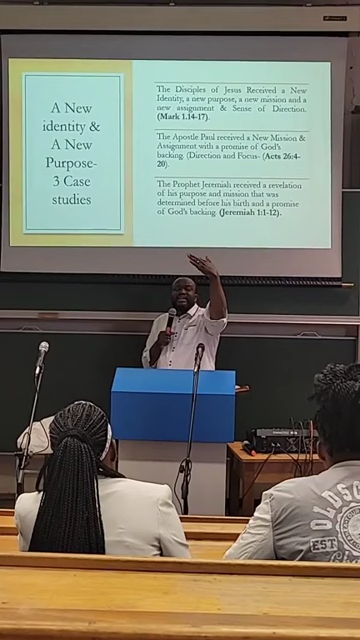 A New
identity &
A New
Purpose-
3 Case
studies
The Disciples of Jesus Received a New
Identity, a new purpose, a new mission and a
new assignment & Sense of Direction.
(Mark 1.14-17).
The Apostle Paul received a New Mission &
Assignment with a promise of God's
backing. (Direction and Focus- (Acts 26:4-
20).
The Prophet Jeremiah received a revelation
of his purpose and mission that was
determined before his birth and a promise
of God's backing. (Jeremiah 1:1-12).
OLDSC
EST